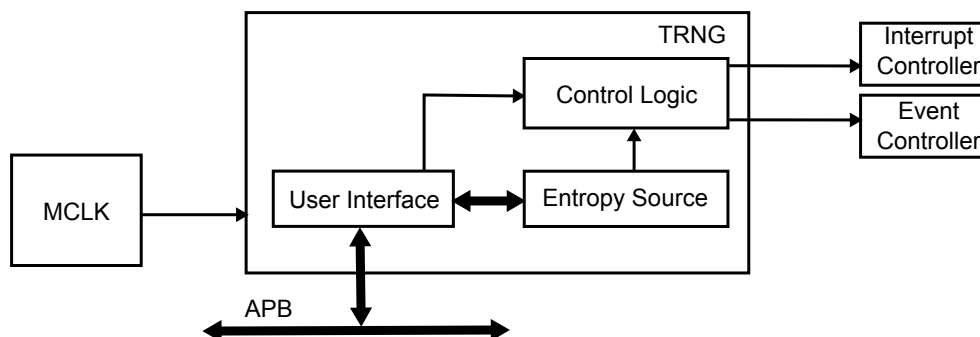 TRNG
Interrupt
Controller
Control Logic
Event
Controller
MCLK
User Interface
Entropy Source
APB